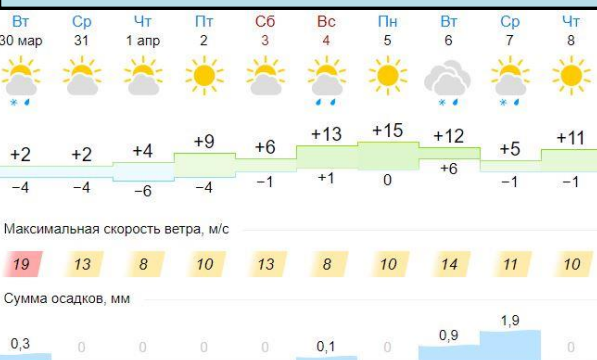 Вт Ср Чт Пт Сб Вс Пн Вт Ср Чт
30 мар 31 1 апр 2 3 4 5 6 7 8
+2 +2 +4 +9 +6 +13 +15 +12 +5 +11
−4 −4 −6 −4 −1 +1 0 +6 −1 −1
Максимальная скорость ветра, м/с
19 13 8 10 13 8 10 14 11 10
Сумма осадков, мм
0,3 0 0 0 0 0,1 0 0,9 1,9 0